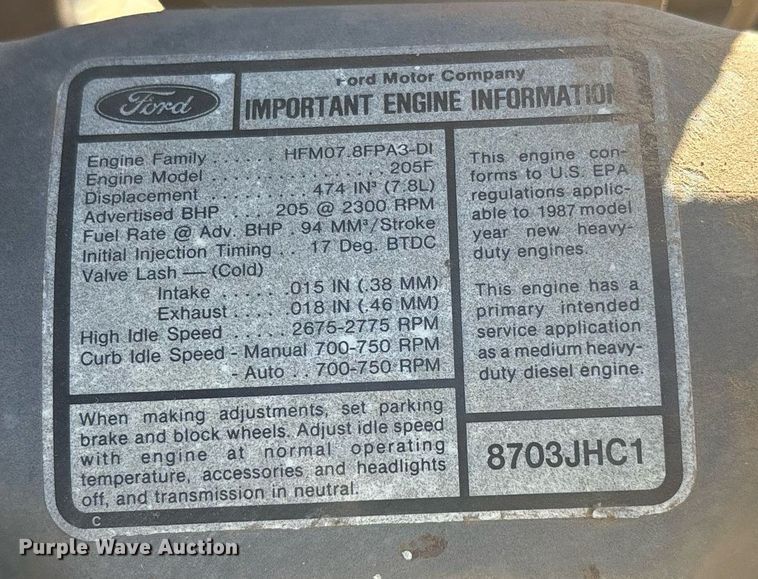 Ford
Ford Motor Company
IMPORTANT ENGINE INFORMATION
Engine Family ...... HFM07.8FPA3-DI
Engine Model ............... 205F
Displacement ...... 474 IN³ (7.8L)
Advertised BHP ... 205 @ 2300 RPM
Fuel Rate @ Adv. BHP . 94 MM³/Stroke
Initial Injection Timing .. 17 Deg. BTDC
Valve Lash — (Cold)
Intake ..... .015 IN (.38 MM)
Exhaust .... .018 IN (.46 MM)
High Idle Speed ..... 2675-2775 RPM
Curb Idle Speed - Manual 700-750 RPM
- Auto .. 700-750 RPM
When making adjustments, set parking
brake and block wheels. Adjust idle speed
with engine at normal operating
temperature, accessories and headlights
off, and transmission in neutral.
This engine con-
forms to U.S. EPA
regulations applic-
able to 1987 model
year new heavy-
duty engines.
This engine has a
primary intended
service application
as a medium heavy-
duty diesel engine.
8703JHC1
C
Purple Wave Auction